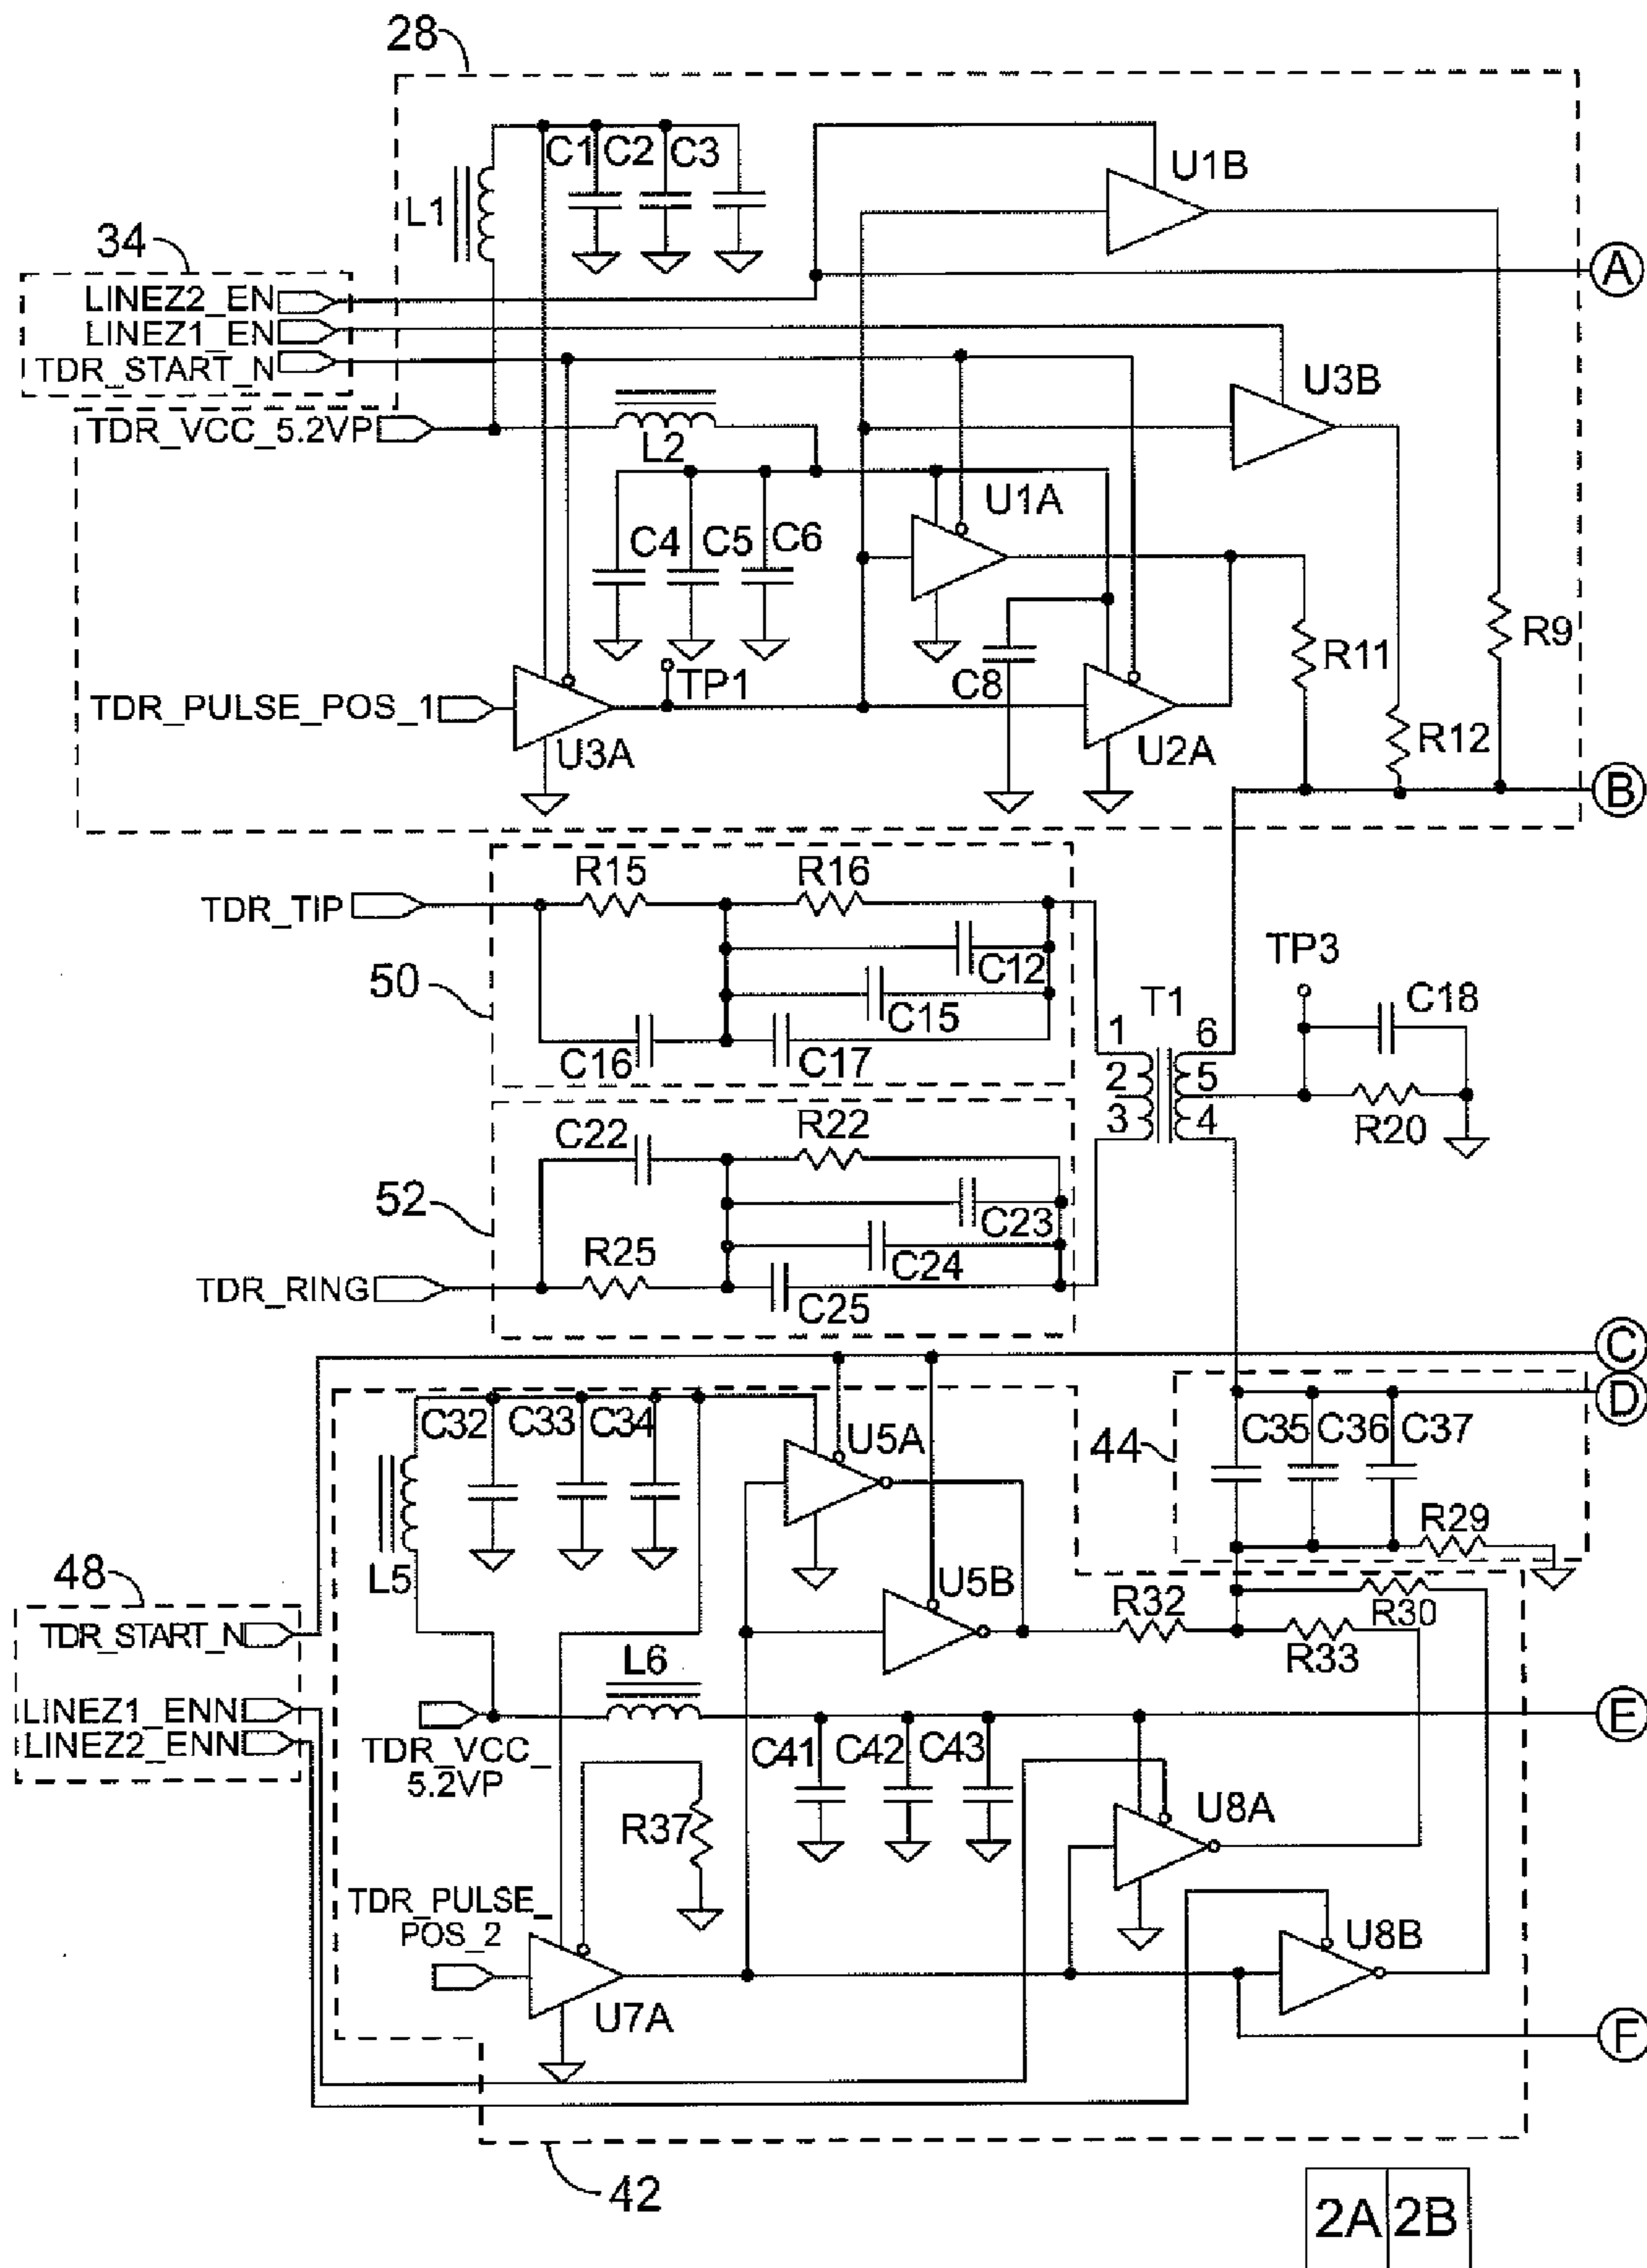 28
C1 C2 C3
U1B
L1
34
A
LINEZ2_EN
LINEZ1_EN
TDR_START_N
U3B
TDR_VCC_5.2VP
L2
U1A
C4 C5 C6
R9
R11
TP1
C8
TDR_PULSE_POS_1
R12
U3A
U2A
B
R15 R16
TDR_TIP
TP3
C12
50
C18
C15
T1
1 6
C16 C17
2 5
3 4
R20
C22 R22
52
C23
R25
C24
TDR_RING
C25
C
D
C32 C33 C34
U5A
C35 C36 C37
44
R29
L5
U5B
48
R32
R30
TDR_START_N
R33
L6
LINEZ1_ENN
E
LINEZ2_ENN
TDR_VCC_
5.2VP
C41 C42 C43
U8A
R37
TDR_PULSE_
POS_2
U8B
U7A
F
42
2A 2B